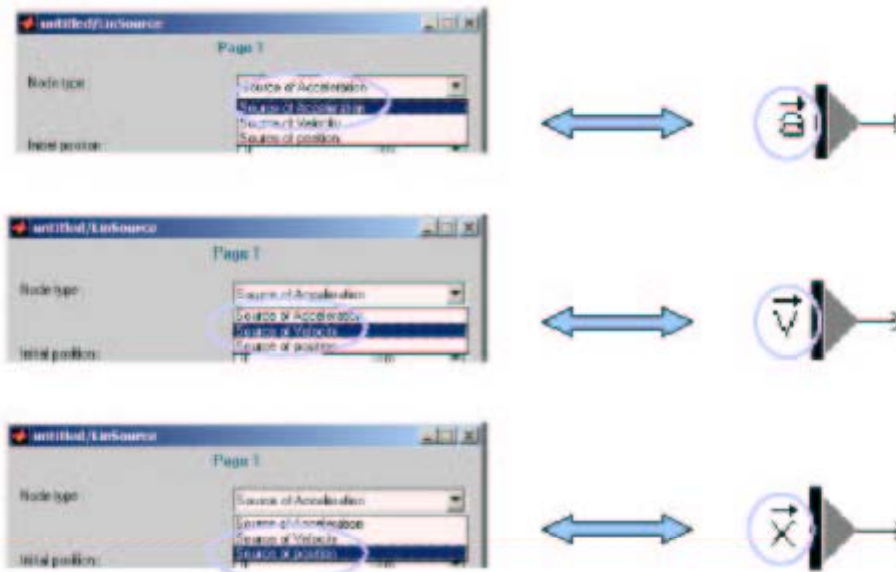 untitled/LinSource
Page 1
Node type
Source of Acceleration
Source of Acceleration
Source of Velocity
Source of position
Initial position:
a
untitled/LinSource
Page 1
Node type
Source of Acceleration
Source of Acceleration
Source of Velocity
Source of position
Initial position:
v
untitled/LinSource
Page 1
Node type
Source of Acceleration
Source of Acceleration
Source of Velocity
Source of position
Initial position:
x